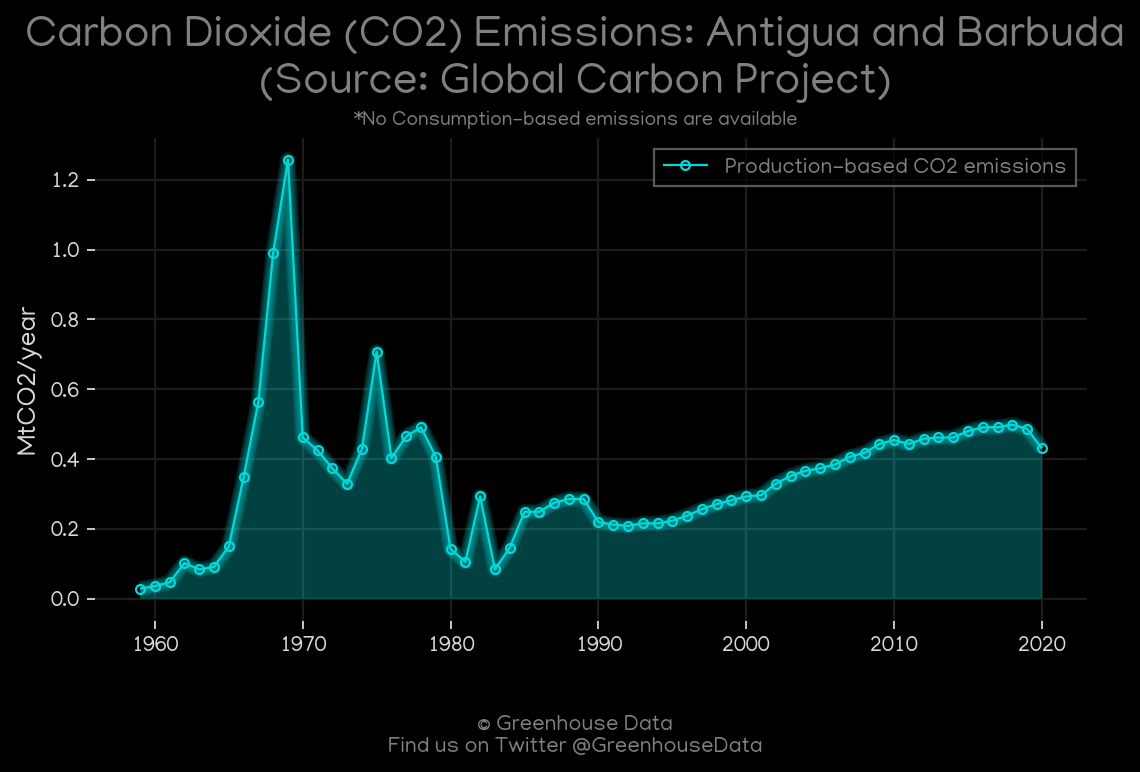 Carbon Dioxide (CO2) Emissions: Antigua and Barbuda
(Source: Global Carbon Project)
*No Consumption-based emissions are available
Production-based CO2 emissions
MtCO2/year
1.2
1.0
0.8
0.6
0.4
0.2
0.0
1960 1970 1980 1990 2000 2010 2020
© Greenhouse Data
Find us on Twitter @GreenhouseData